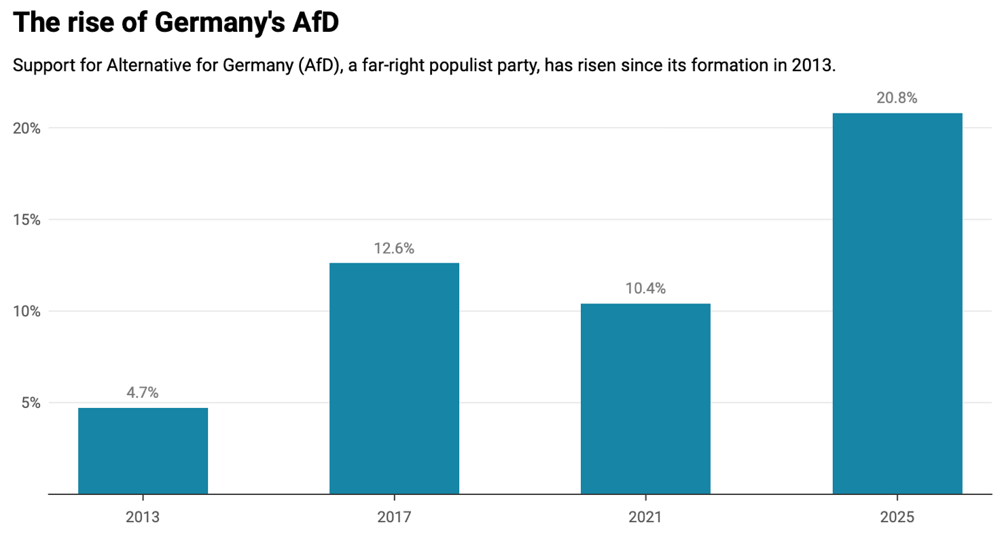 The rise of Germany's AfD
Support for Alternative for Germany (AfD), a far-right populist party, has risen since its formation in 2013.
20.8%
20%
15%
12.6%
10.4%
10%
4.7%
5%
2013 2017 2021 2025